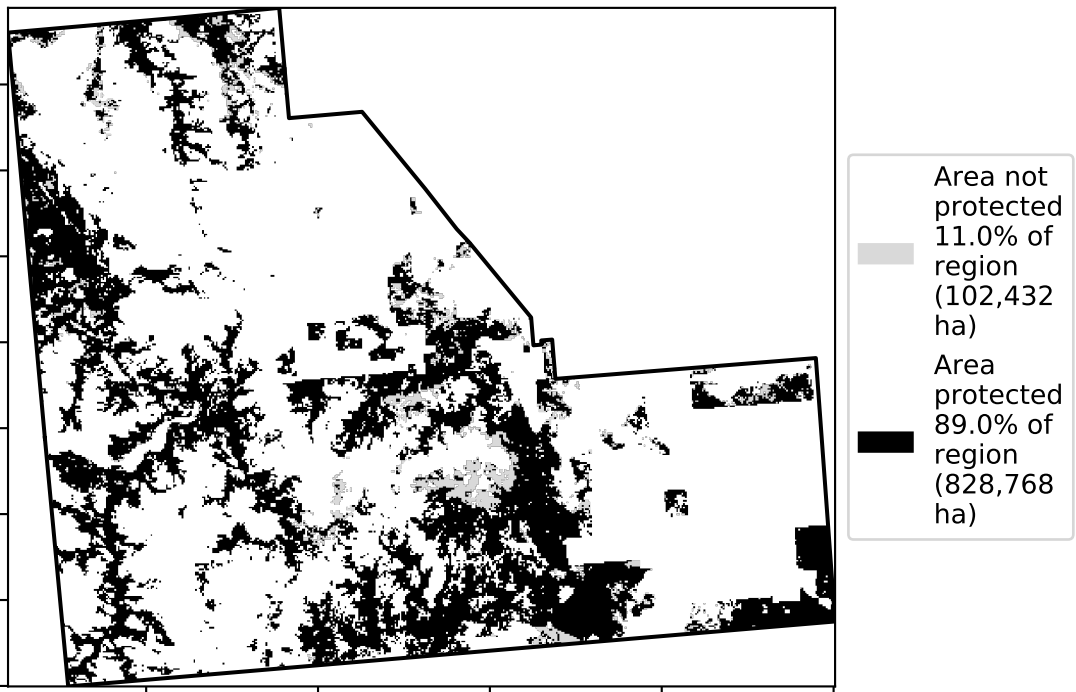 Area not
protected
11.0% of
region
(102,432
ha)
Area
protected
89.0% of
region
(828,768
ha)